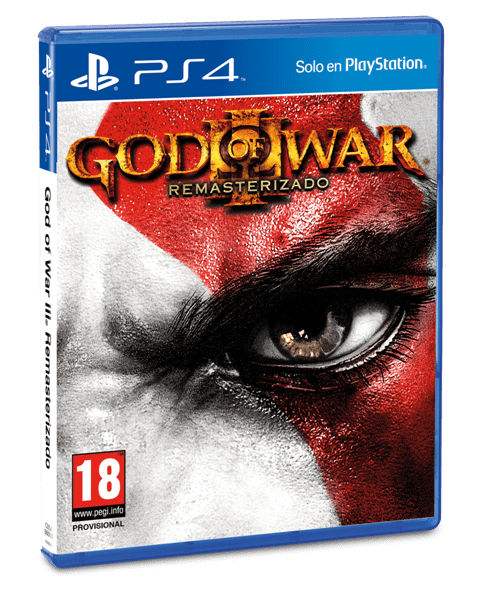 PS4
Solo en PlayStation®
GOD OF WAR
III
REMASTERIZADO
18
www.pegi.info
PROVISIONAL
PS4
God of War III. Remasterizado